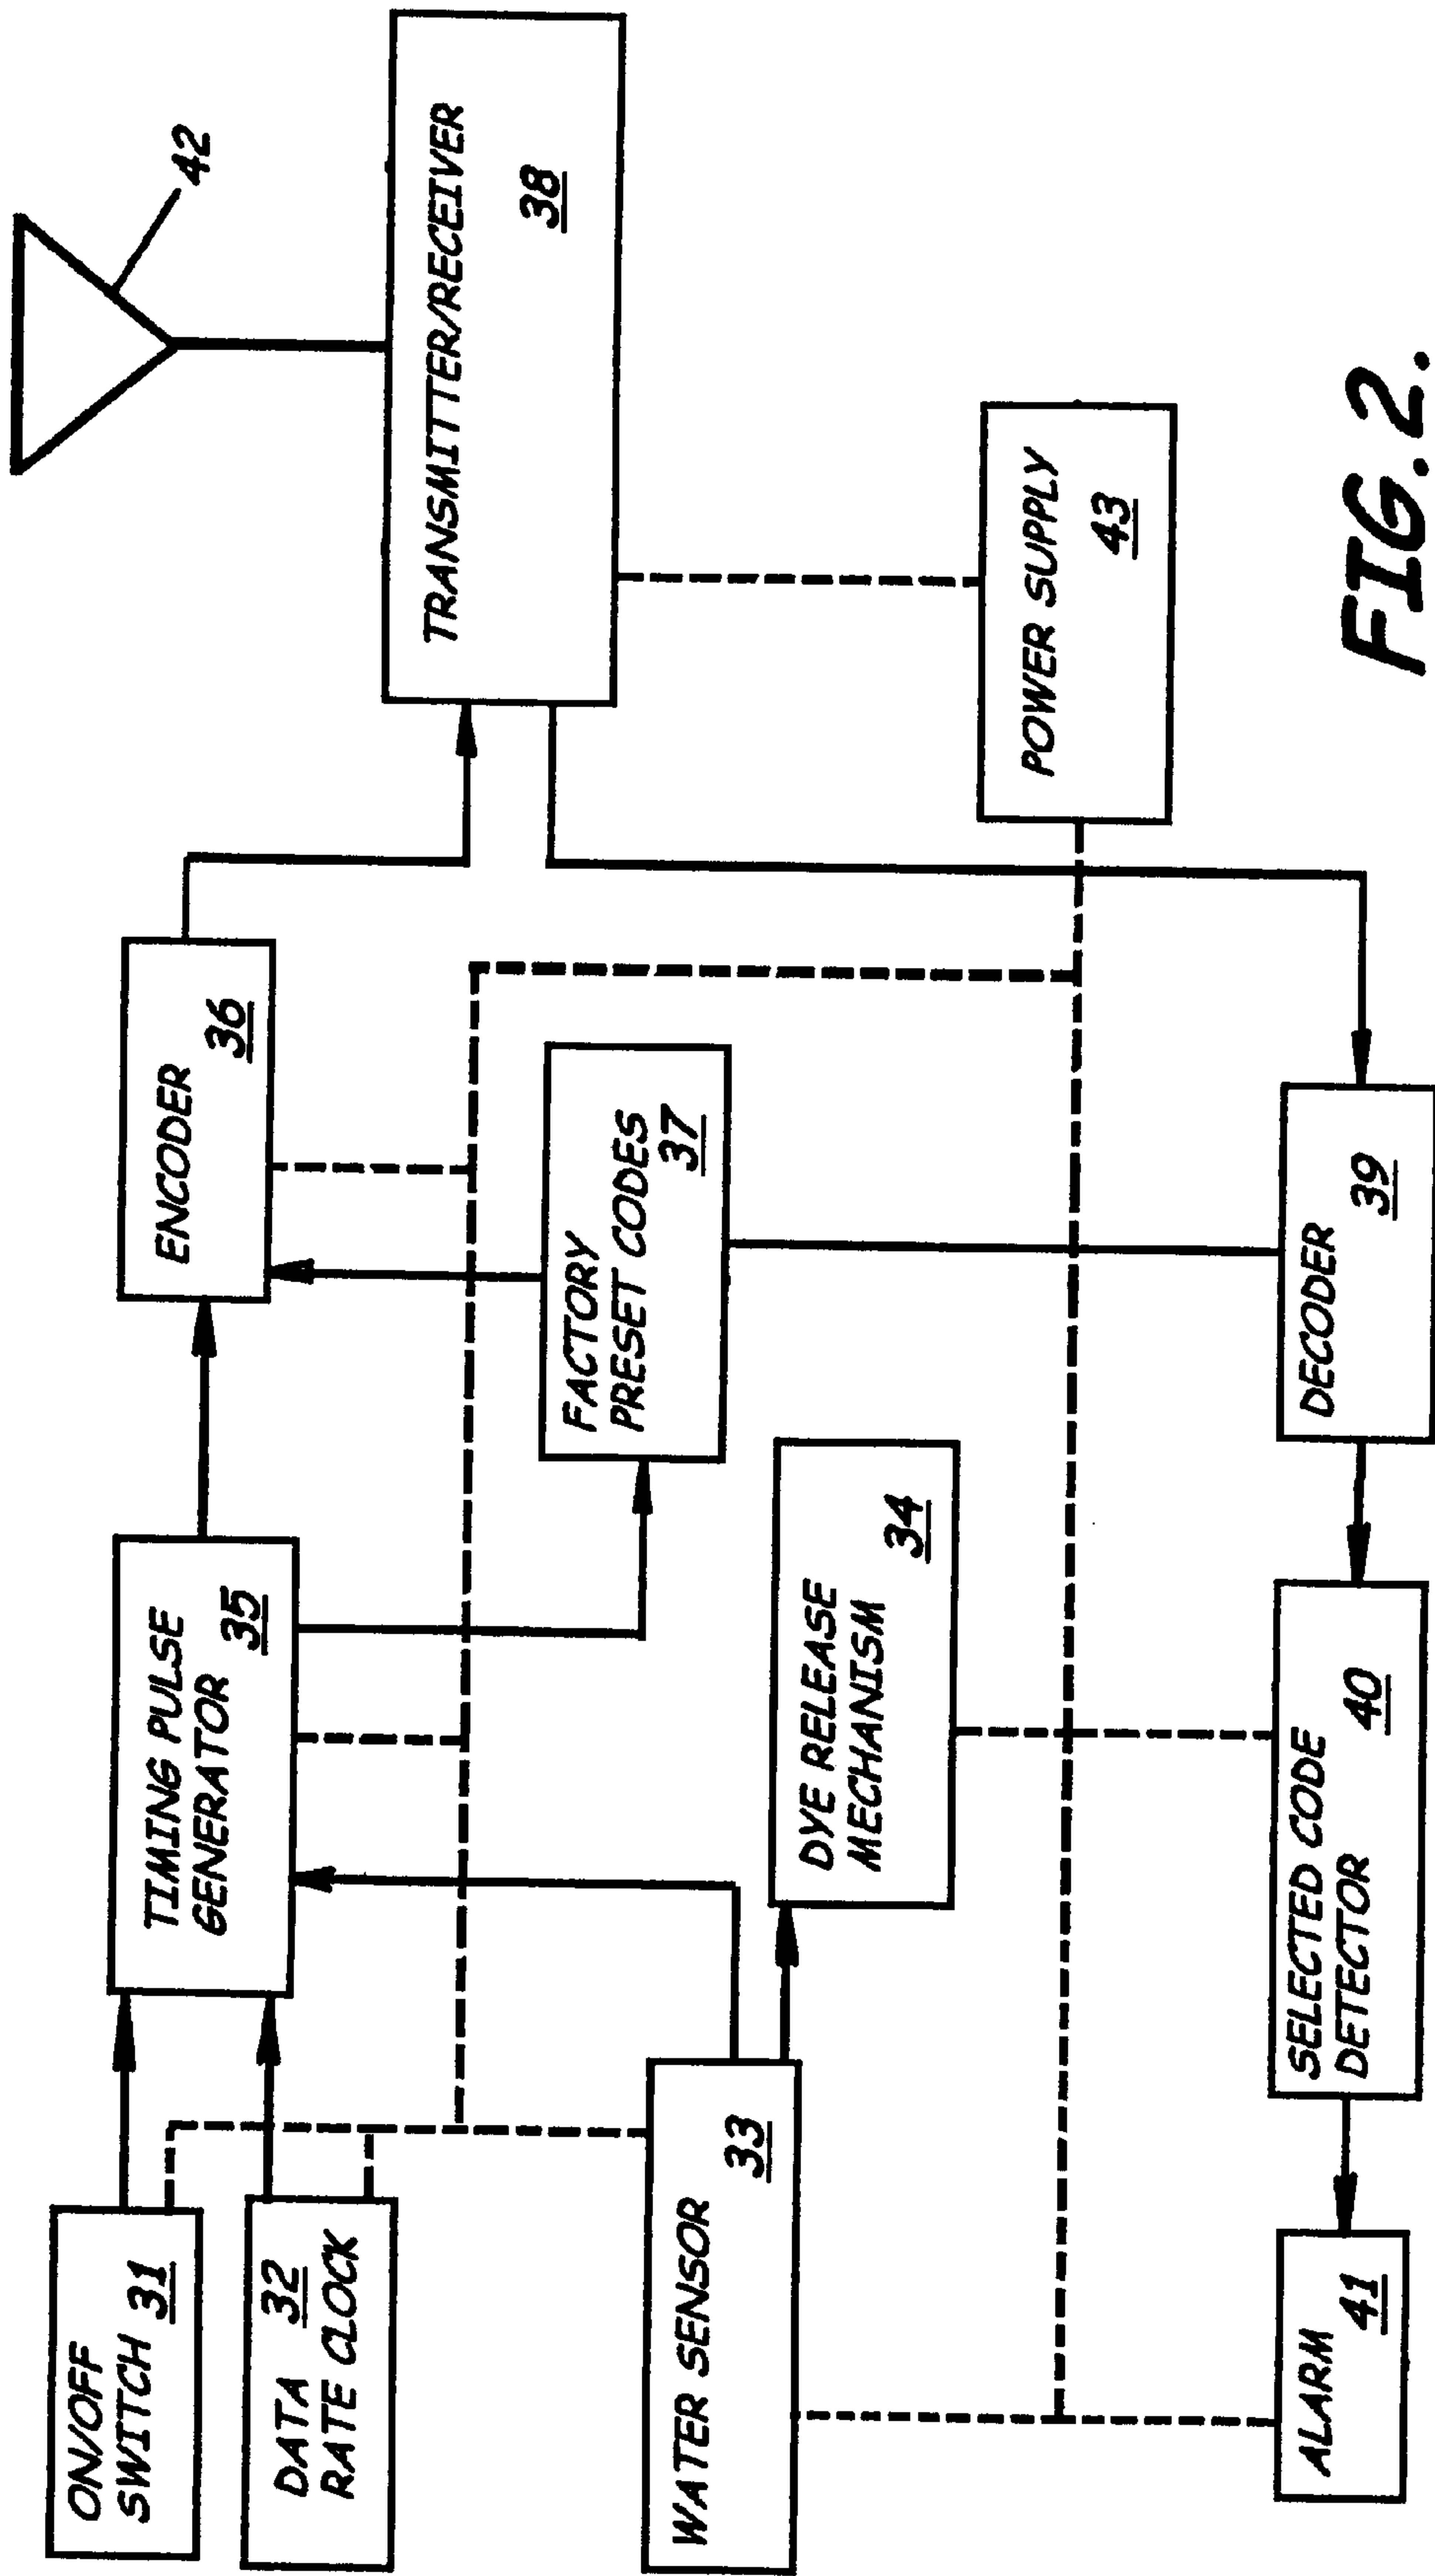 42
ON/OFF
SWITCH 31
DATA 32
RATE CLOCK
TIMING PULSE
GENERATOR 35
ENCODER
36
TRANSMITTER/RECEIVER
38
FACTORY
PRESET CODES
37
WATER SENSOR
33
DYE RELEASE
MECHANISM 34
POWER SUPPLY
43
ALARM
41
SELECTED CODE
DETECTOR 40
DECODER
39
FIG. 2.